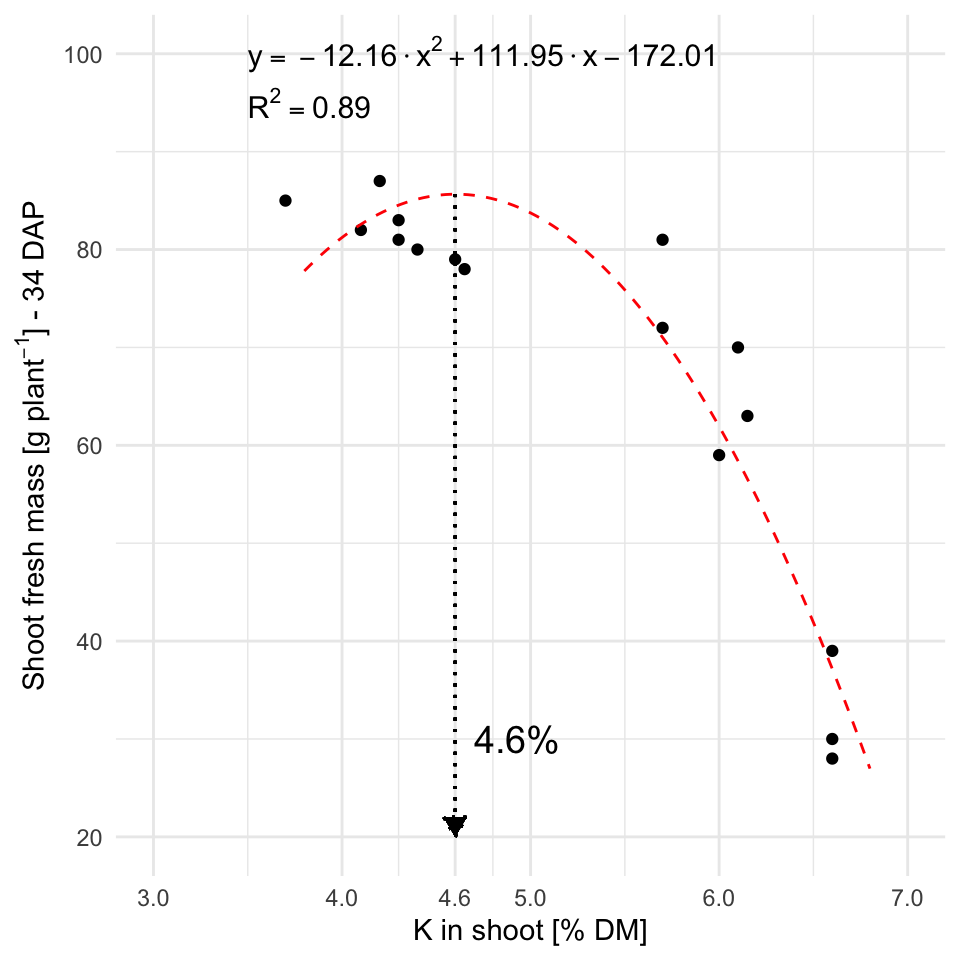 y = − 12.16 · x² + 111.95 · x − 172.01
R² = 0.89
Shoot fresh mass [g plant⁻¹] - 34 DAP
100
80
60
40
20
4.6%
3.0 4.0 4.6 5.0 6.0 7.0
K in shoot [% DM]